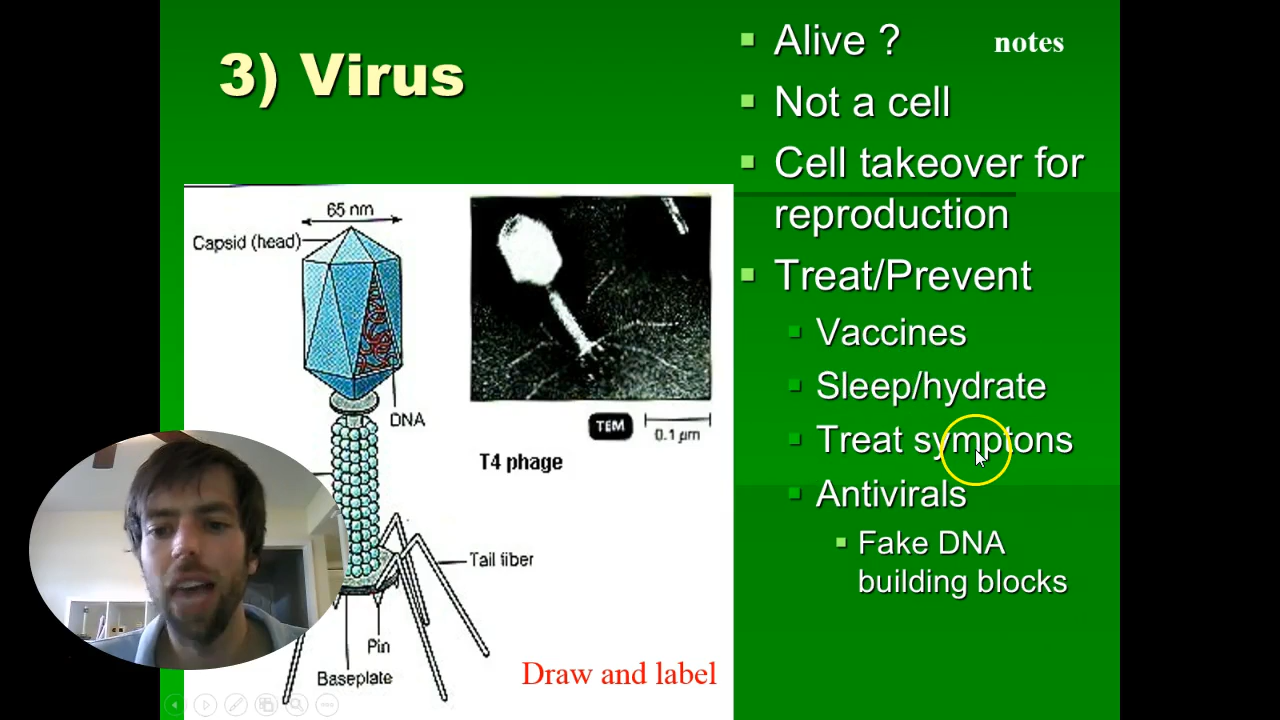 3) Virus
notes
Alive ?
Not a cell
Cell takeover for
reproduction
Treat/Prevent
Vaccines
Sleep/hydrate
Treat symptons
Antivirals
Fake DNA
building blocks
65 nm
Capsid (head)
DNA
Tail fiber
Pin
Baseplate
TEM
0.1 μm
T4 phage
Draw and label